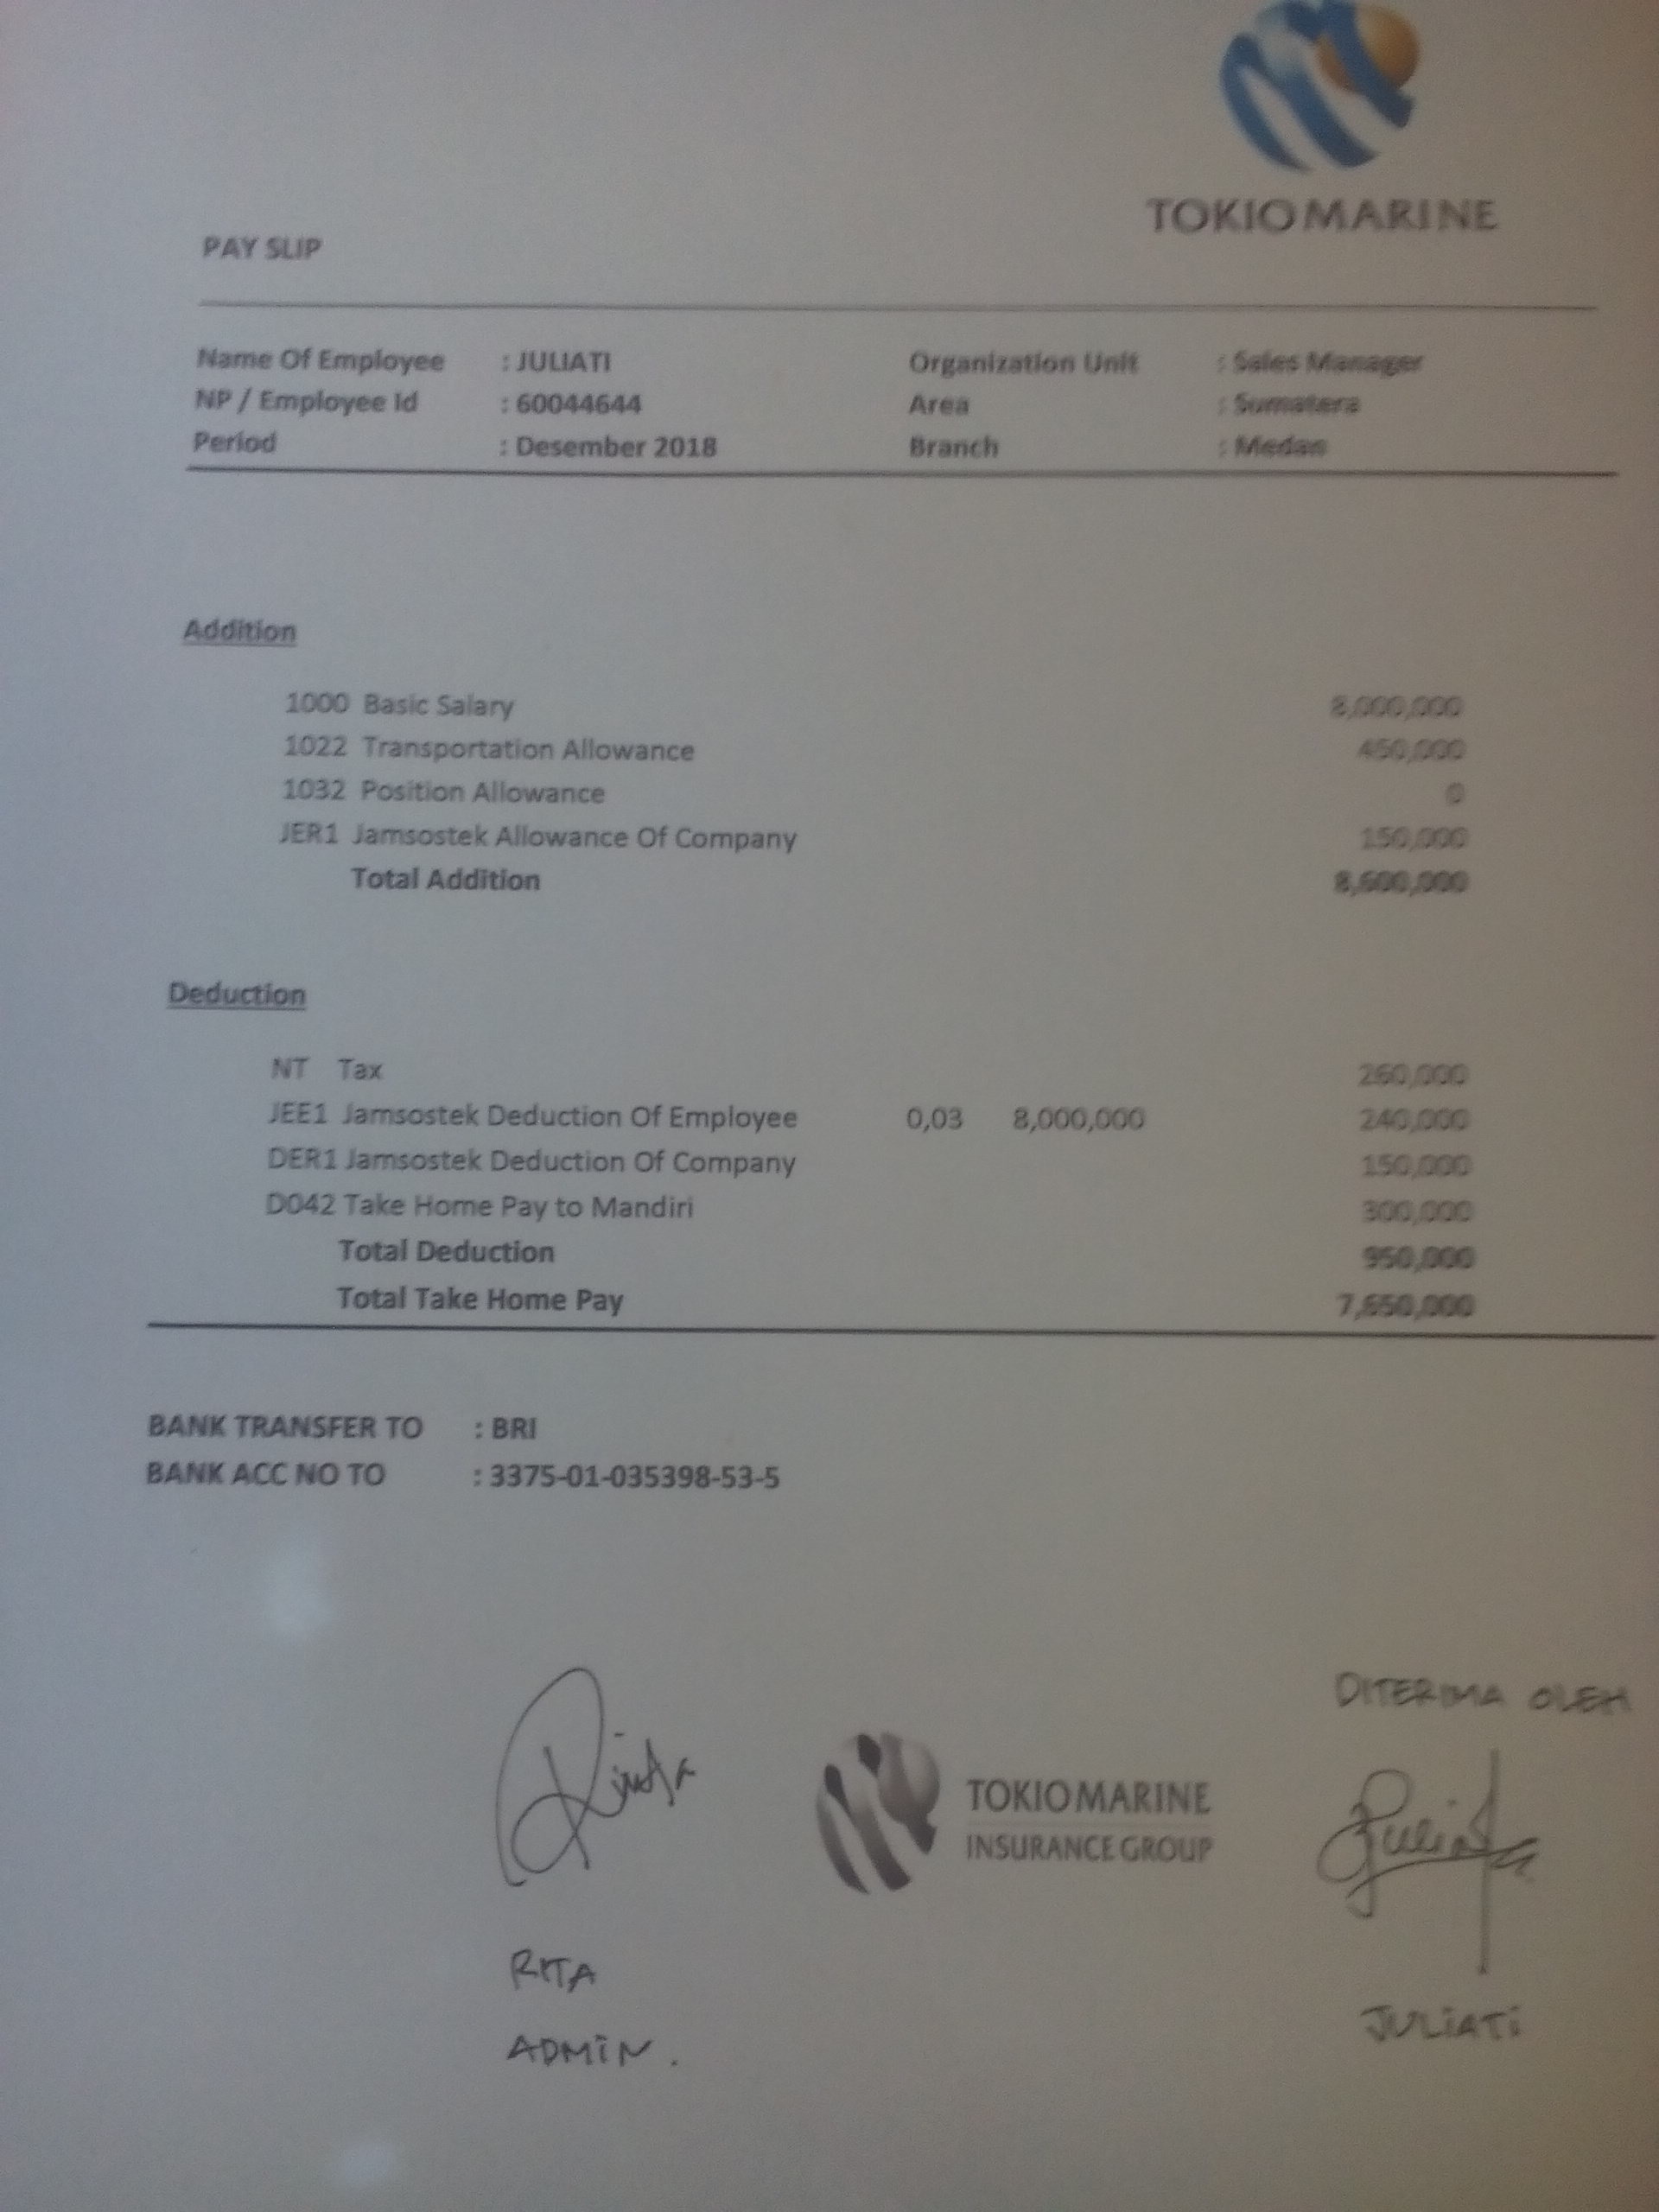 TOKIO MARINE
PAY SLIP
Name Of Employee : JULIATI Organization Unit : Sales Manager
NP / Employee Id : 60044644 Area : Sumatera
Period : Desember 2018 Branch : Medan
Addition
1000 Basic Salary 8,000,000
1022 Transportation Allowance 450,000
1032 Position Allowance 0
JER1 Jamsostek Allowance Of Company 150,000
Total Addition 8,600,000
Deduction
NT Tax 260,000
JEE1 Jamsostek Deduction Of Employee 0,03 8,000,000 240,000
DER1 Jamsostek Deduction Of Company 150,000
D042 Take Home Pay to Mandiri 300,000
Total Deduction 950,000
Total Take Home Pay 7,650,000
BANK TRANSFER TO : BRI
BANK ACC NO TO : 3375-01-035398-53-5
DITERIMA OLEH
TOKIO MARINE
INSURANCE GROUP
RITA
ADMIN.
JULIATI